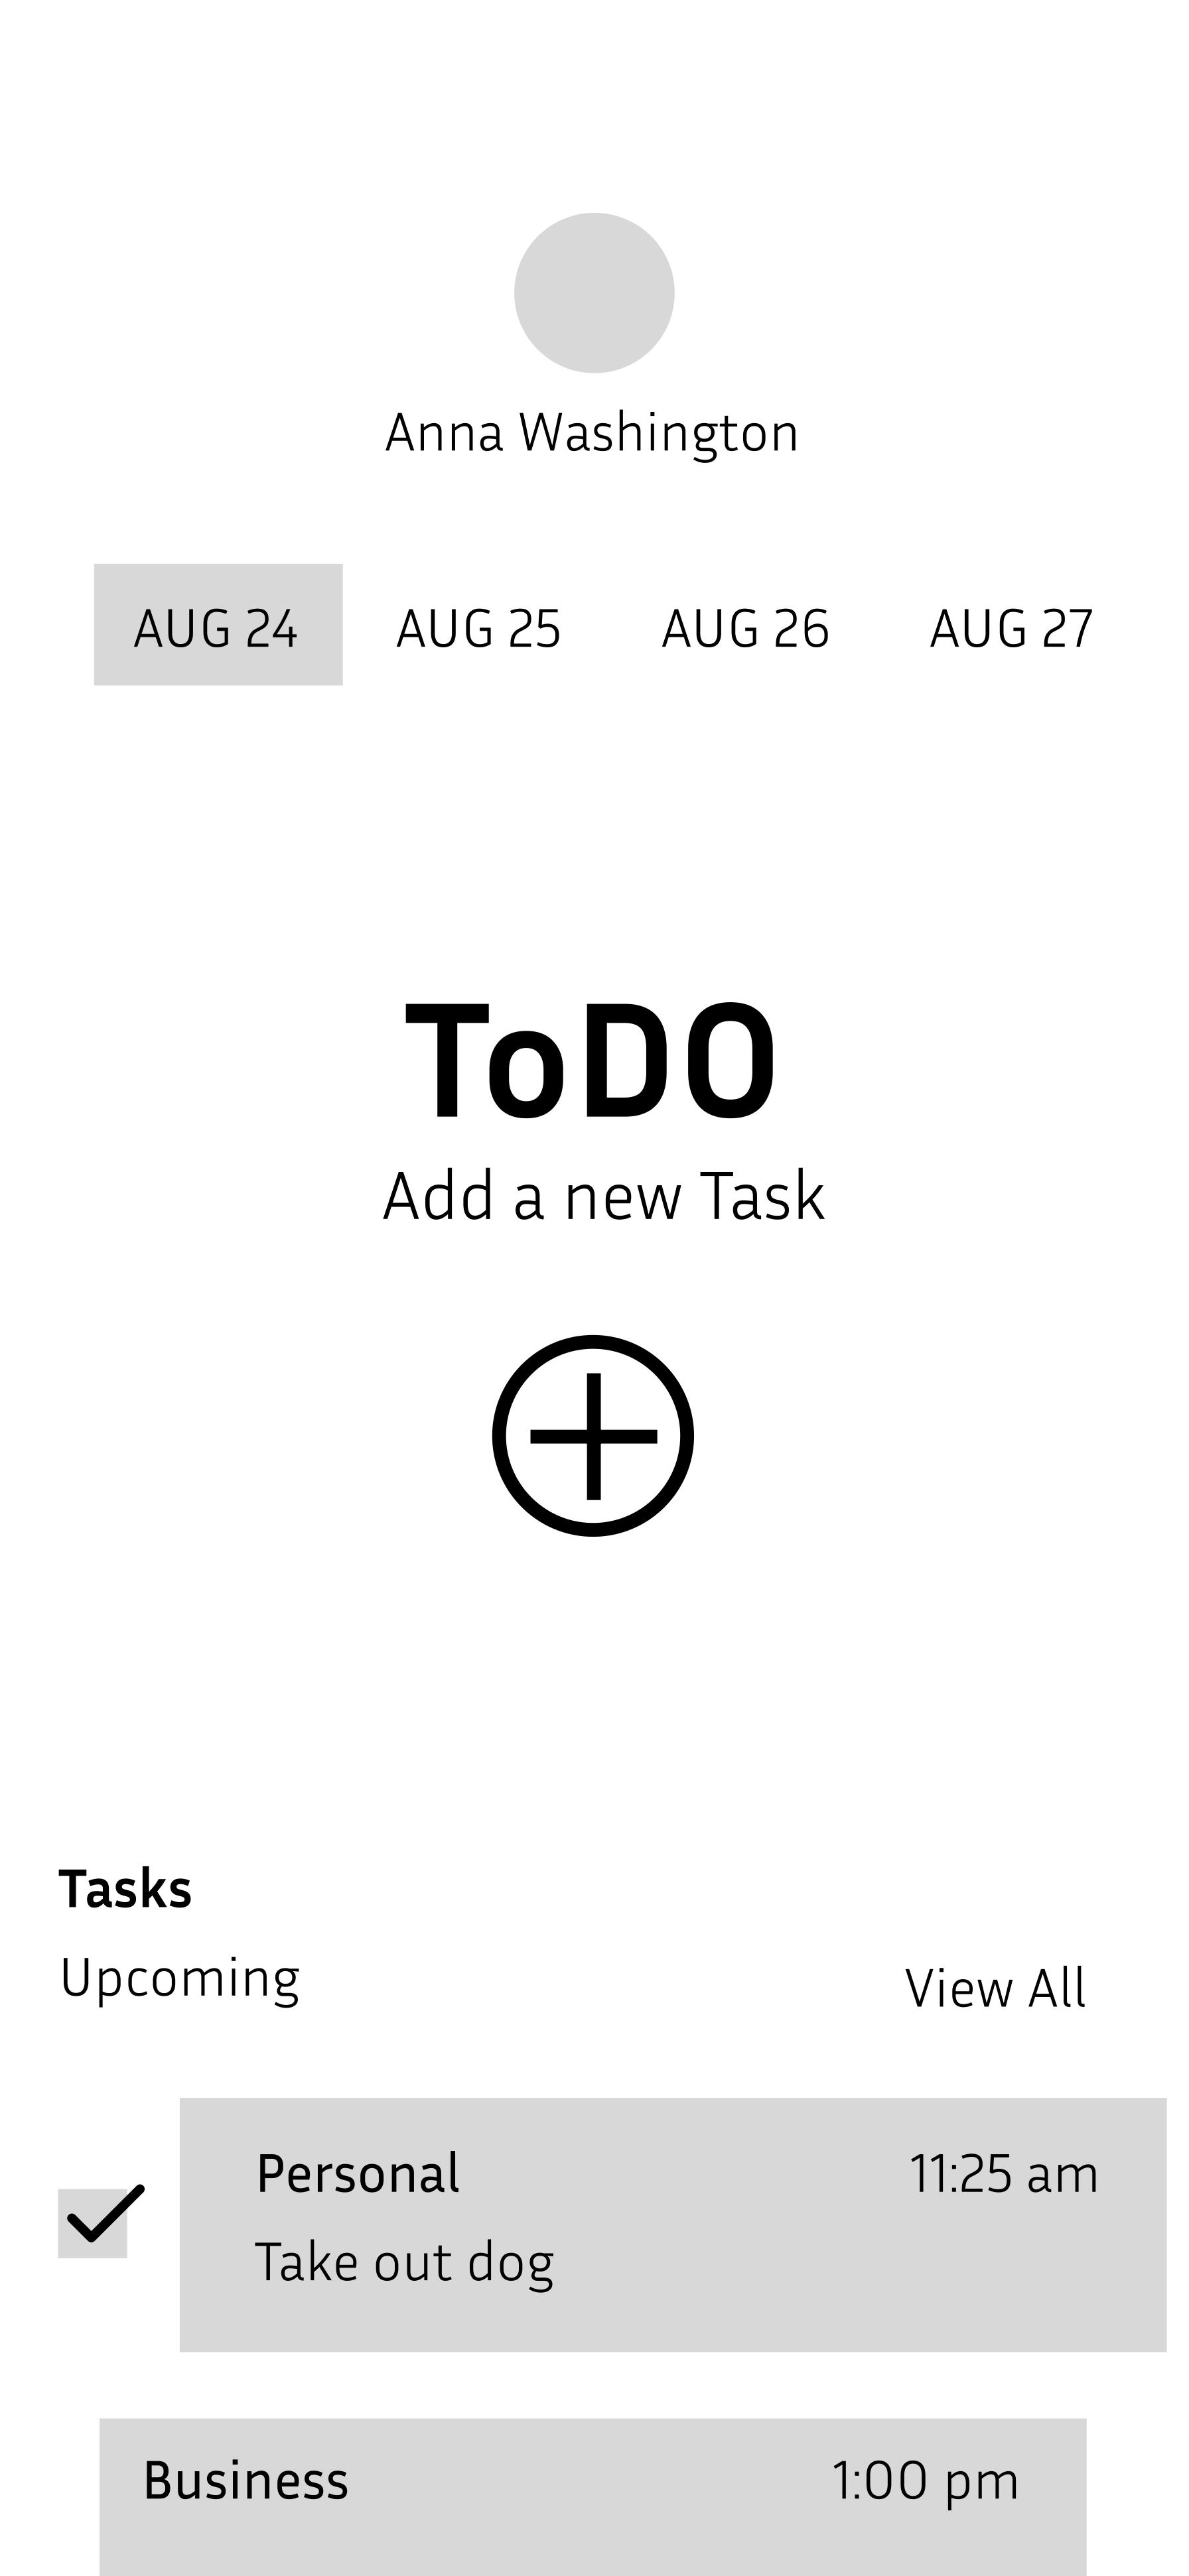 Anna Washington
AUG 24 AUG 25 AUG 26 AUG 27
ToDO
Add a new Task
Tasks
Upcoming View All
Personal 11:25 am
Take out dog
Business 1:00 pm